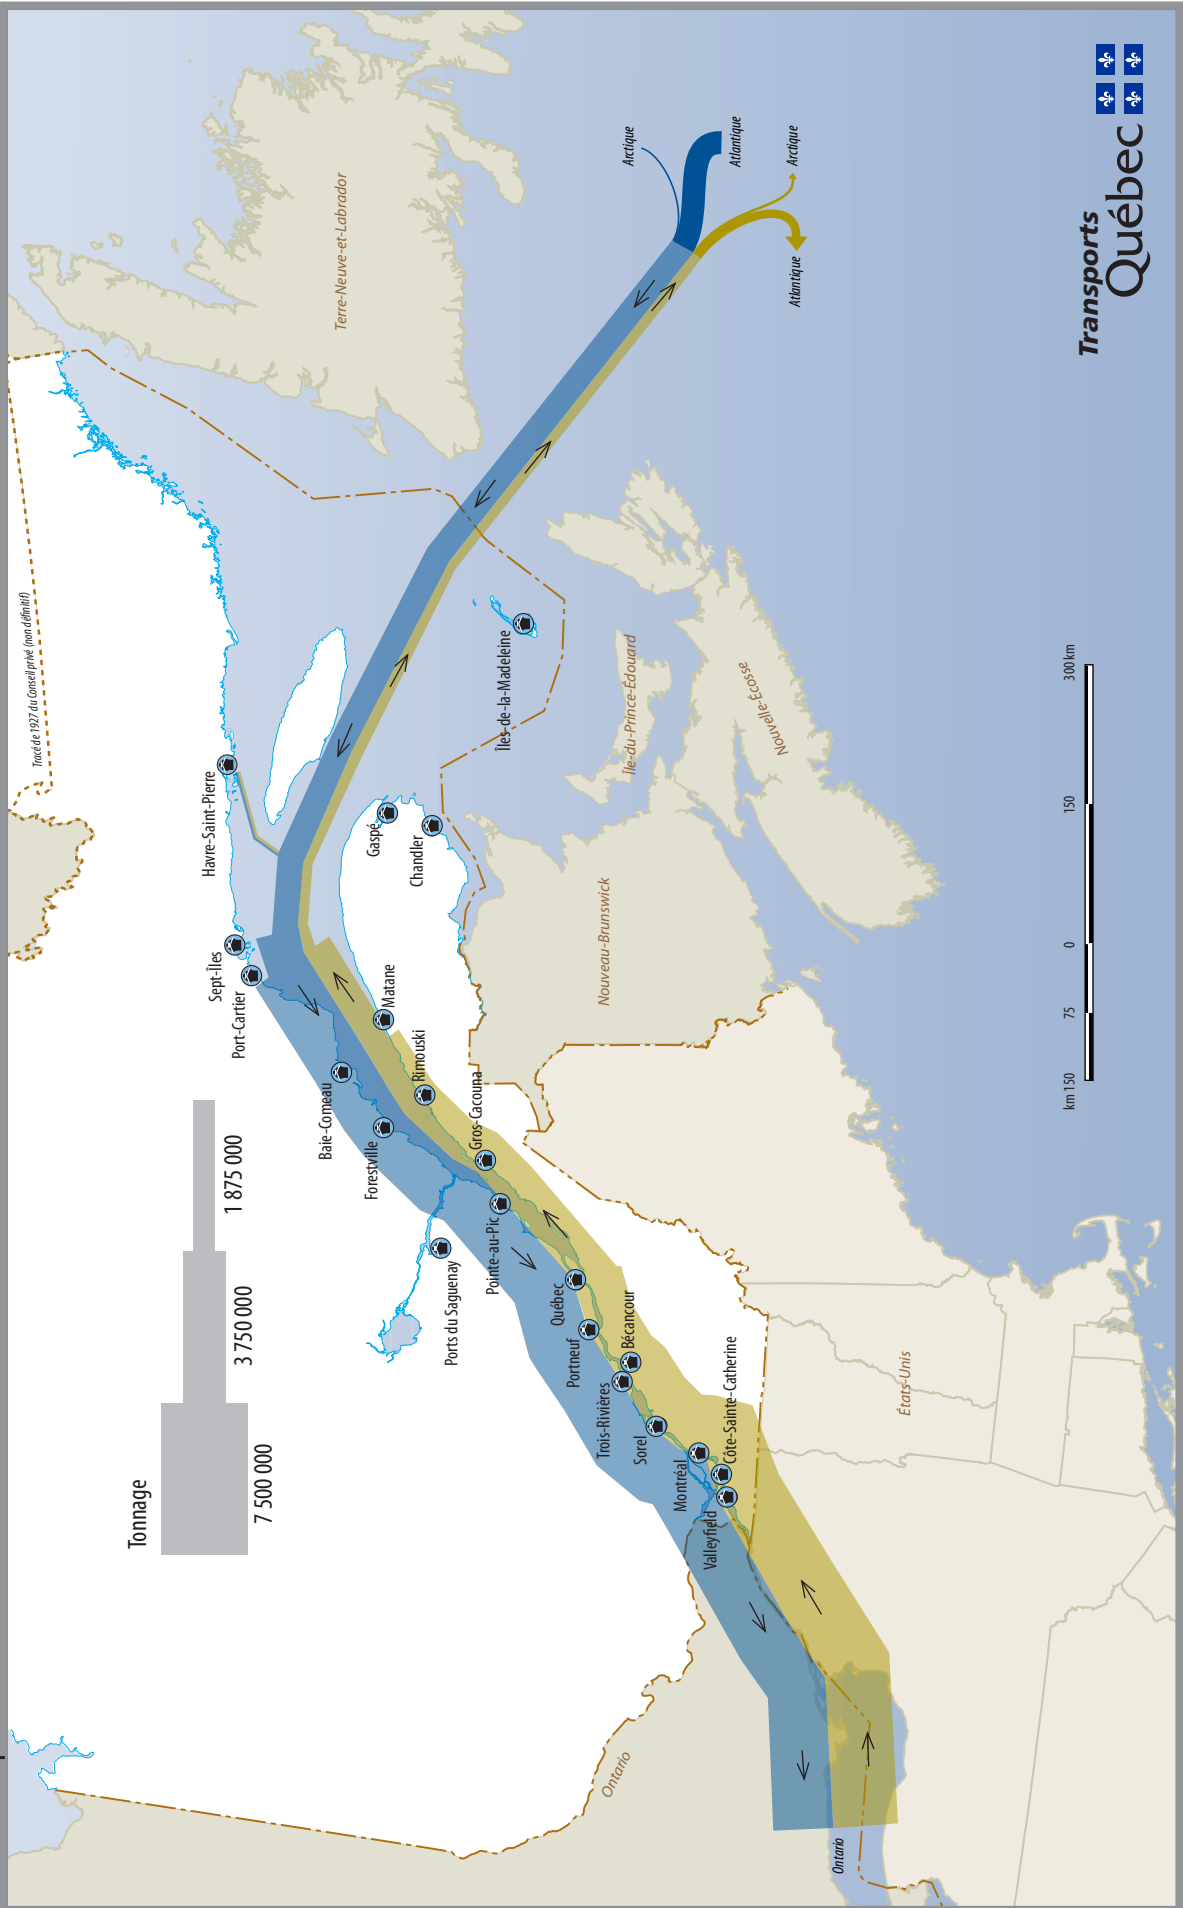 Tracé de 1927 du Conseil privé (non définitif)
Terre-Neuve-et-Labrador
Arctique
Atlantique
Arctique
Atlantique
Havre-Saint-Pierre
Sept-Îles
Port-Cartier
Baie-Comeau
Forestville
Ports du Saguenay
Pointe-au-Pic
Québec
Portneuf
Trois-Rivières
Sorel
Montréal
Valleyfield
Côte-Sainte-Catherine
Bécancour
Gros-Cacouna
Rimouski
Matane
Gaspé
Chandler
Îles-de-la-Madeleine
Île-du-Prince-Édouard
Nouvelle-Écosse
Nouveau-Brunswick
États-Unis
Ontario
Ontario
Tonnage
7 500 000
3 750 000
1 875 000
km 150
75
0
150
300 km
Transports
Québec